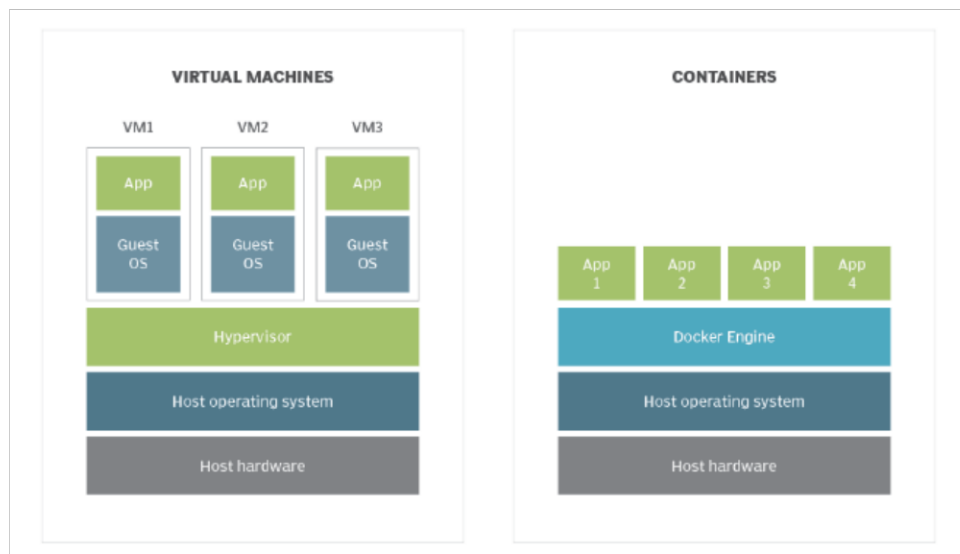 VIRTUAL MACHINES
VM1
VM2
VM3
App
App
App
Guest
OS
Guest
OS
Guest
OS
Hypervisor
Host operating system
Host hardware
CONTAINERS
App
1
App
2
App
3
App
4
Docker Engine
Host operating system
Host hardware